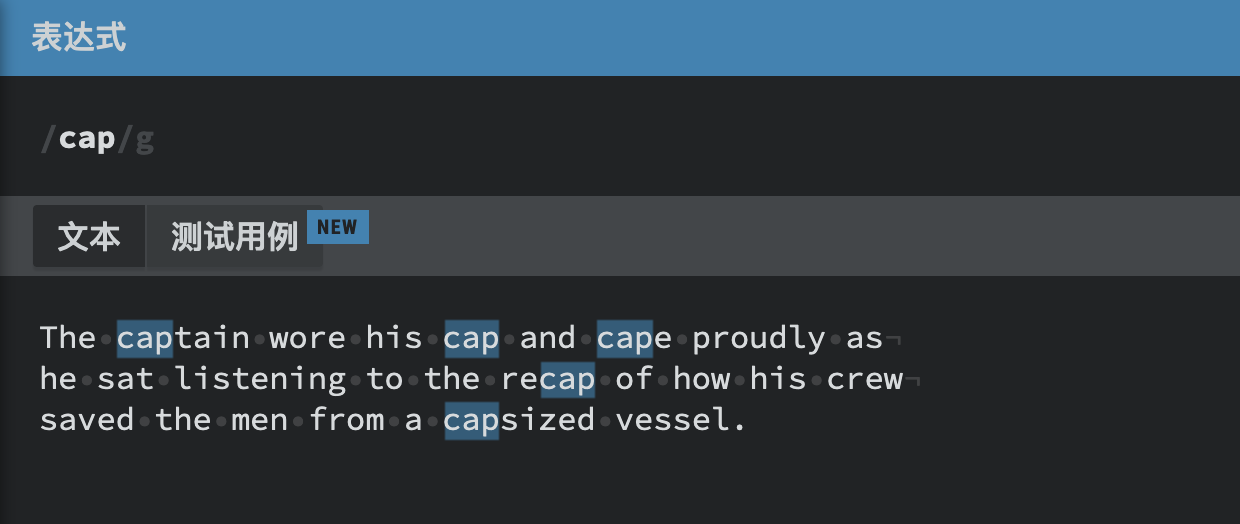 表达式
/cap/g
文本 测试用例 NEW
The·captain·wore·his·cap·and·cape·proudly·as¬
he·sat·listening·to·the·recap·of·how·his·crew¬
saved·the·men·from·a·capsized·vessel.